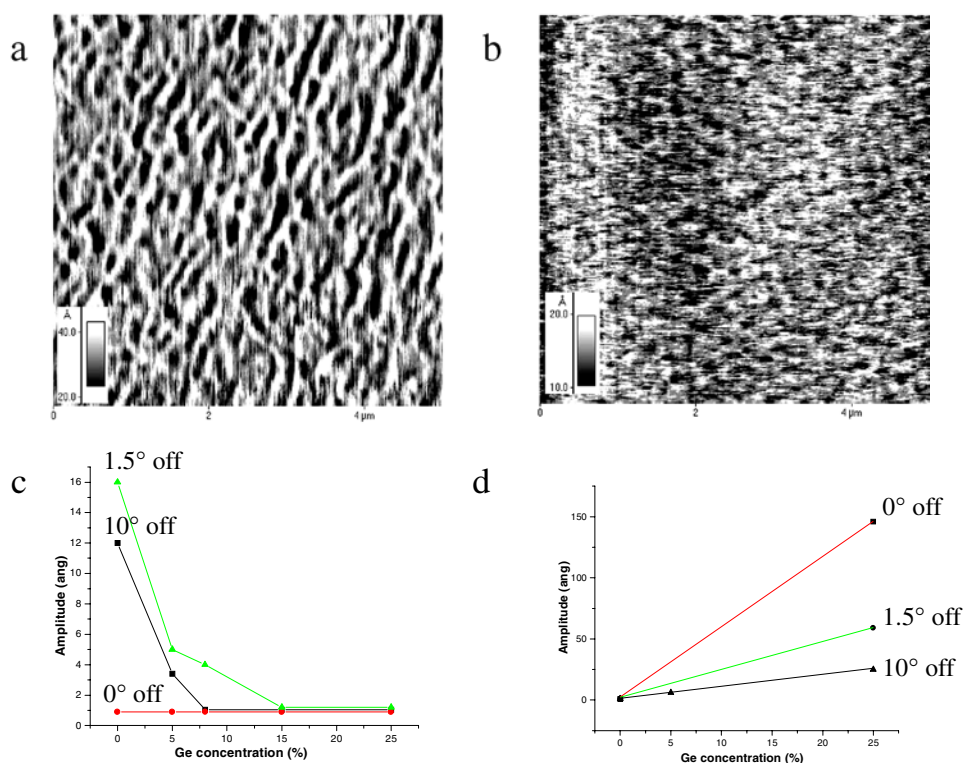 a
Å
40.0
20.0
0 2 4 µm
b
Å
20.0
10.0
0 2 4 µm
c
1.5° off
10° off
0° off
Amplitude (ang)
16
14
12
10
8
6
4
2
0
0 5 10 15 20 25
Ge concentration (%)
d
0° off
1.5° off
10° off
Amplitude (ang)
150
100
50
0
0 5 10 15 20 25
Ge concentration (%)